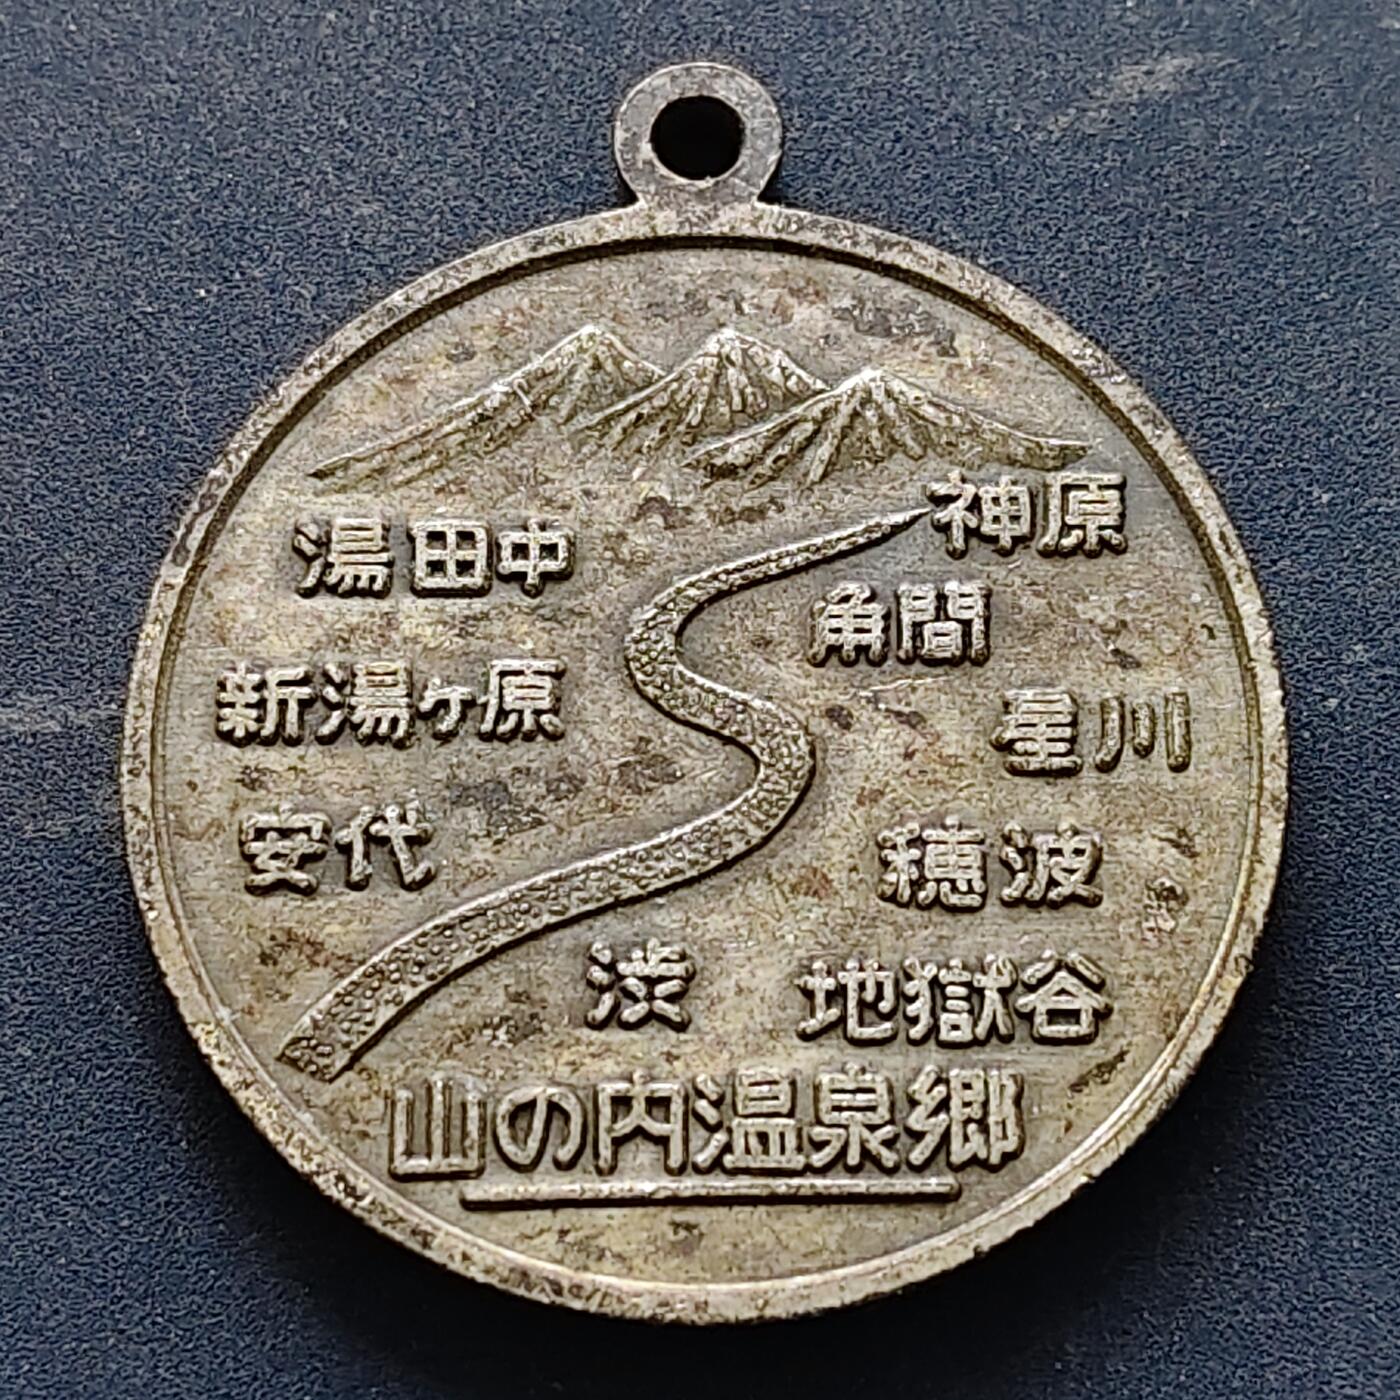 神原
湯田中
角間
新湯ヶ原
星川
安代
穂波
渋
地獄谷
山の内温泉郷